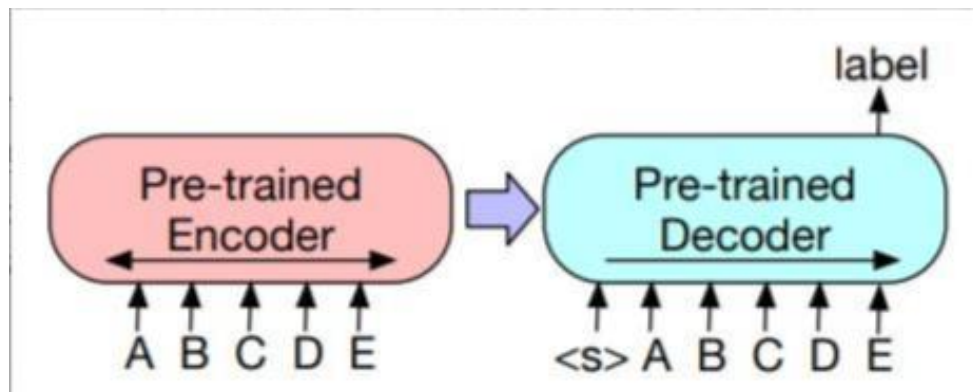 label
Pre-trained
Encoder
Pre-trained
Decoder
A B C D E
<s> A B C D E